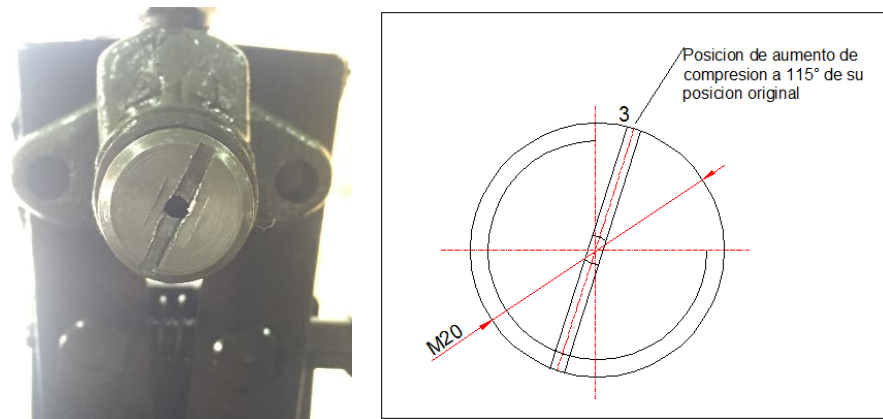 Posicion de aumento de
compresion a 115° de su
posicion original
3
M20